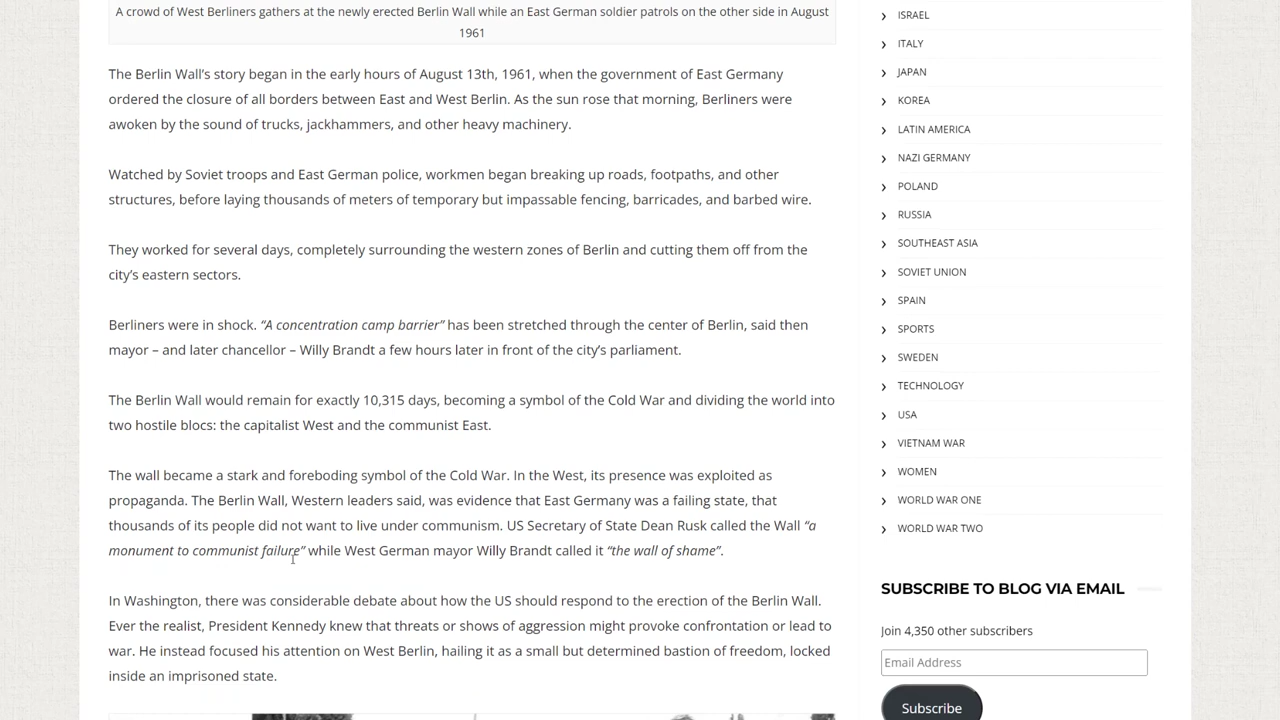 A crowd of West Berliners gathers at the newly erected Berlin Wall while an East German soldier patrols on the other side in August
1961
The Berlin Wall’s story began in the early hours of August 13th, 1961, when the government of East Germany
ordered the closure of all borders between East and West Berlin. As the sun rose that morning, Berliners were
awoken by the sound of trucks, jackhammers, and other heavy machinery.
Watched by Soviet troops and East German police, workmen began breaking up roads, footpaths, and other
structures, before laying thousands of meters of temporary but impassable fencing, barricades, and barbed wire.
They worked for several days, completely surrounding the western zones of Berlin and cutting them off from the
city’s eastern sectors.
Berliners were in shock. “A concentration camp barrier” has been stretched through the center of Berlin, said then
mayor – and later chancellor – Willy Brandt a few hours later in front of the city’s parliament.
The Berlin Wall would remain for exactly 10,315 days, becoming a symbol of the Cold War and dividing the world into
two hostile blocs: the capitalist West and the communist East.
The wall became a stark and foreboding symbol of the Cold War. In the West, its presence was exploited as
propaganda. The Berlin Wall, Western leaders said, was evidence that East Germany was a failing state, that
thousands of its people did not want to live under communism. US Secretary of State Dean Rusk called the Wall “a
monument to communist failure” while West German mayor Willy Brandt called it “the wall of shame”.
In Washington, there was considerable debate about how the US should respond to the erection of the Berlin Wall.
Ever the realist, President Kennedy knew that threats or shows of aggression might provoke confrontation or lead to
war. He instead focused his attention on West Berlin, hailing it as a small but determined bastion of freedom, locked
inside an imprisoned state.
ISRAEL
ITALY
JAPAN
KOREA
LATIN AMERICA
NAZI GERMANY
POLAND
RUSSIA
SOUTHEAST ASIA
SOVIET UNION
SPAIN
SPORTS
SWEDEN
TECHNOLOGY
USA
VIETNAM WAR
WOMEN
WORLD WAR ONE
WORLD WAR TWO
SUBSCRIBE TO BLOG VIA EMAIL
Join 4,350 other subscribers
Email Address
Subscribe